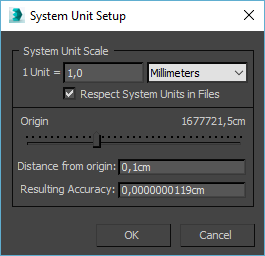 System Unit Setup
System Unit Scale
1 Unit = 1,0 Millimeters
Respect System Units in Files
Origin 1677721,5cm
Distance from origin: 0,1cm
Resulting Accuracy: 0,0000000119cm
OK Cancel